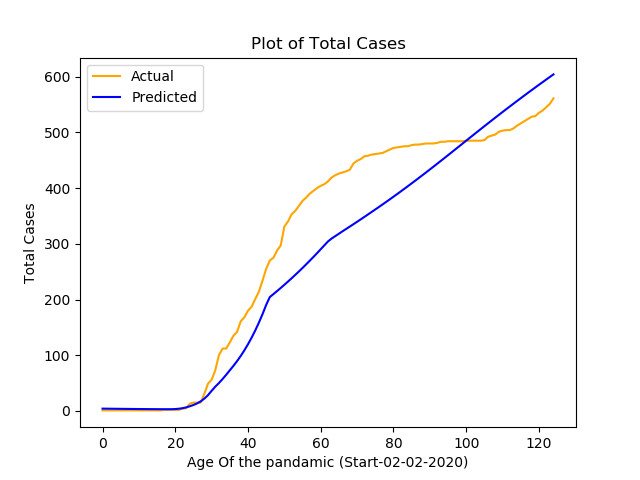 Plot of Total Cases
Actual
Predicted
600
500
400
300
200
100
0
Total Cases
0 20 40 60 80 100 120
Age Of the pandamic (Start-02-02-2020)